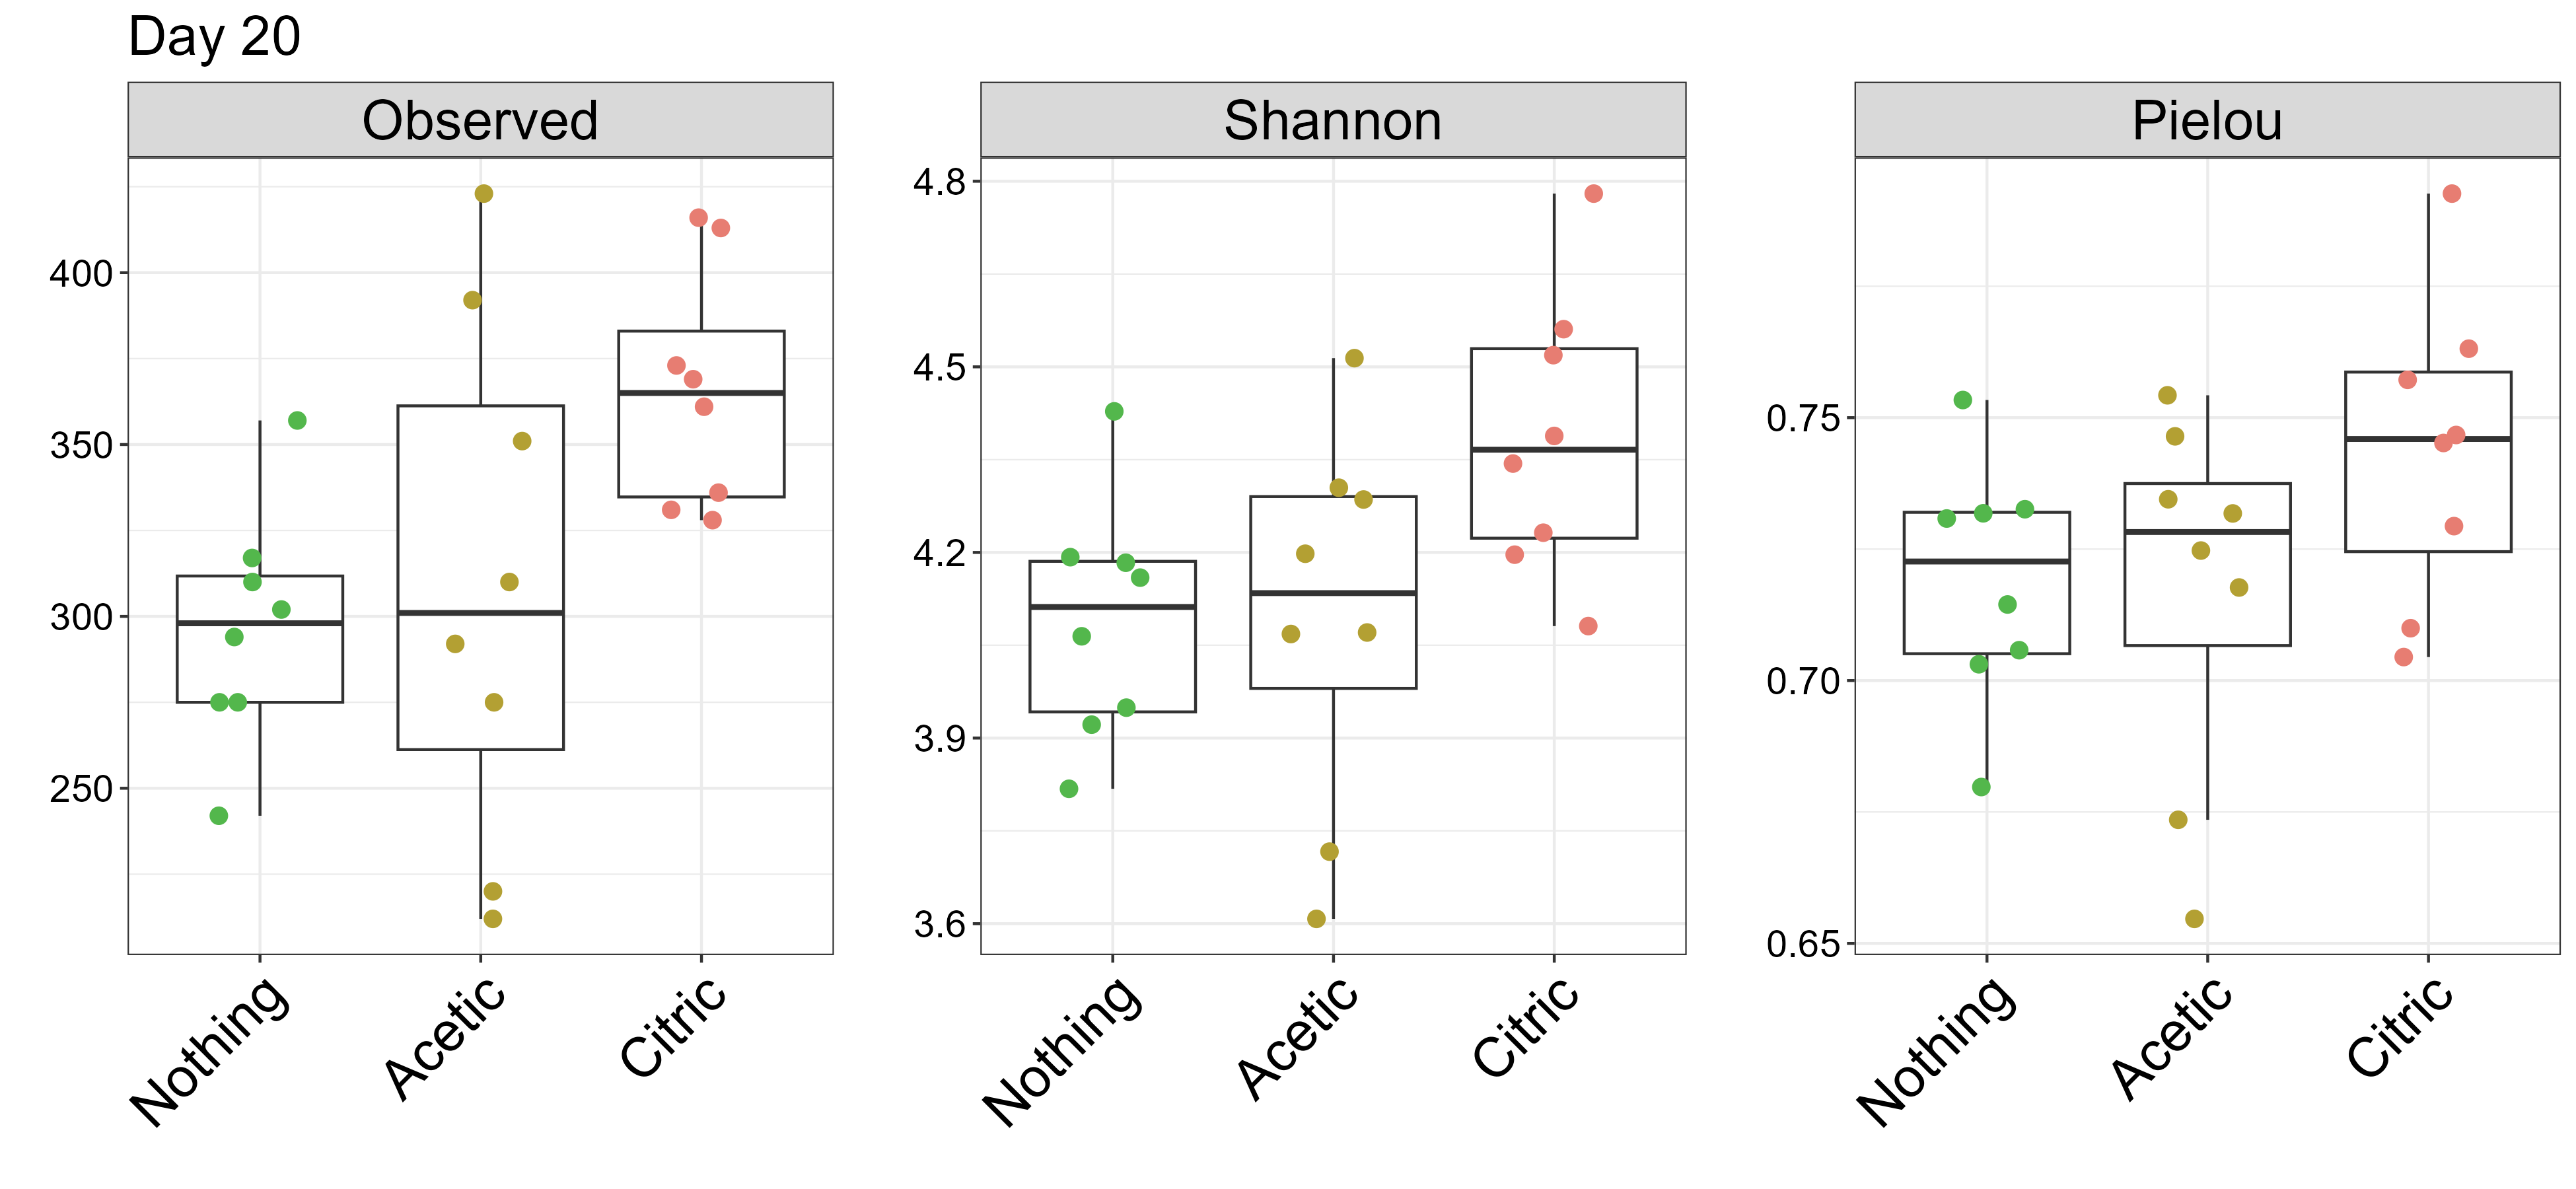 Day 20
Observed
Shannon
Pielou
400
350
300
250
4.8
4.5
4.2
3.9
3.6
0.75
0.70
0.65
Nothing
Acetic
Citric
Nothing
Acetic
Citric
Nothing
Acetic
Citric